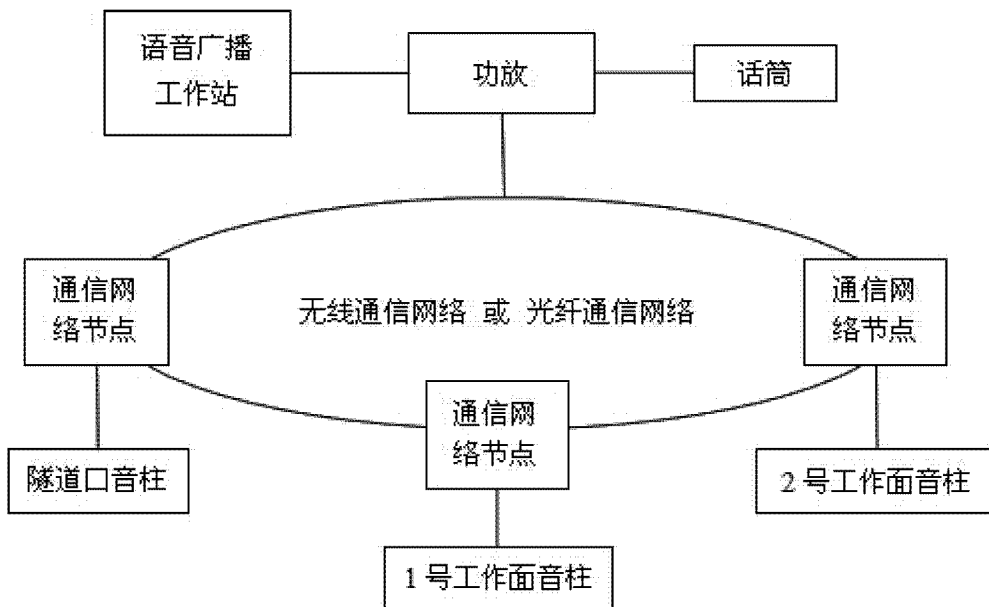 语音广播
工作站
功放
话筒
通信网
络节点
无线通信网络 或 光纤通信网络
通信网
络节点
通信网
络节点
隧道口音柱
2号工作面音柱
1号工作面音柱